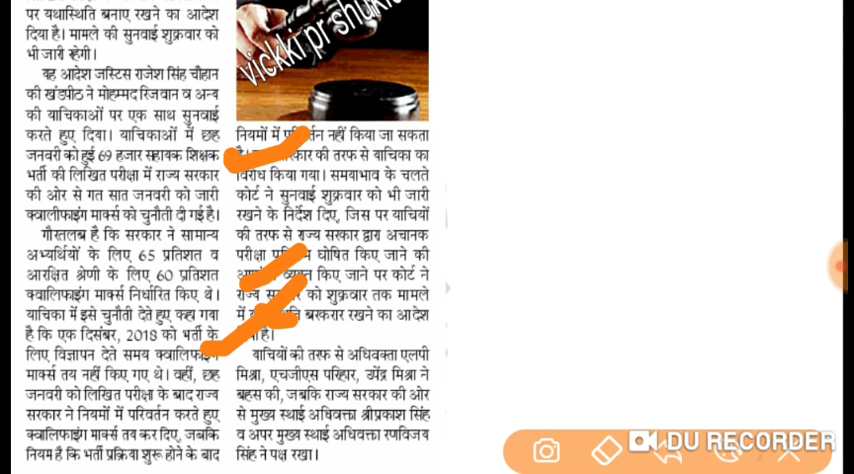 पर यथास्थिति बनाए रखने का आदेश
दिया है। मामले की सुनवाई शुक्रवार को
भी जारी रहेगी।
यह आदेश जस्टिस राजेश सिंह चौहान
की खंडपीठ ने मोहम्मद रिजवान व अन्य
की याचिकाओं पर एक साथ सुनवाई
करते हुए दिया। याचिकाओं में छह
जनवरी को हुई 69 हजार सहायक शिक्षक
भर्ती की लिखित परीक्षा में राज्य सरकार
की ओर से गत सात जनवरी को जारी
क्वालीफाइंग मार्क्स को चुनौती दी गई है।
गौरतलब है कि सरकार ने सामान्य
अभ्यर्थियों के लिए 65 प्रतिशत व
आरक्षित श्रेणी के लिए 60 प्रतिशत
क्वालिफाइंग मार्क्स निर्धारित किए थे।
याचिका में इसे चुनौती देते हुए कहा गया
है कि एक दिसंबर, 2018 को भर्ती के
लिए विज्ञापन देते समय क्वालिफाइंग
मार्क्स तय नहीं किए गए थे। वहीं, छह
जनवरी को लिखित परीक्षा के बाद राज्य
सरकार ने नियमों में परिवर्तन करते हुए
क्वालिफाइंग मार्क्स तय कर दिए, जबकि
नियम है कि भर्ती प्रक्रिया शुरू होने के बाद
vickki pr shukla
नियमों में परिवर्तन नहीं किया जा सकता
है। सरकार की तरफ से याचिका का
विरोध किया गया। समयाभाव के चलते
कोर्ट ने सुनवाई शुक्रवार को भी जारी
रखने के निर्देश दिए, जिस पर याचियों
की तरफ से राज्य सरकार द्वारा अचानक
परीक्षा घोषित किए जाने की
व्यक्त किए जाने पर कोर्ट ने
राज्य सरकार को शुक्रवार तक मामले
में बरकरार रखने का आदेश
है।
याचियों की तरफ से अधिवक्ता एलपी
मिश्रा, एचजीएस परिहार, उपेंद्र मिश्रा ने
बहस की, जबकि राज्य सरकार की ओर
से मुख्य स्थाई अधिवक्ता श्रीप्रकाश सिंह
व अपर मुख्य स्थाई अधिवक्ता रणविजय
सिंह ने पक्ष रखा।
DU RECORDER